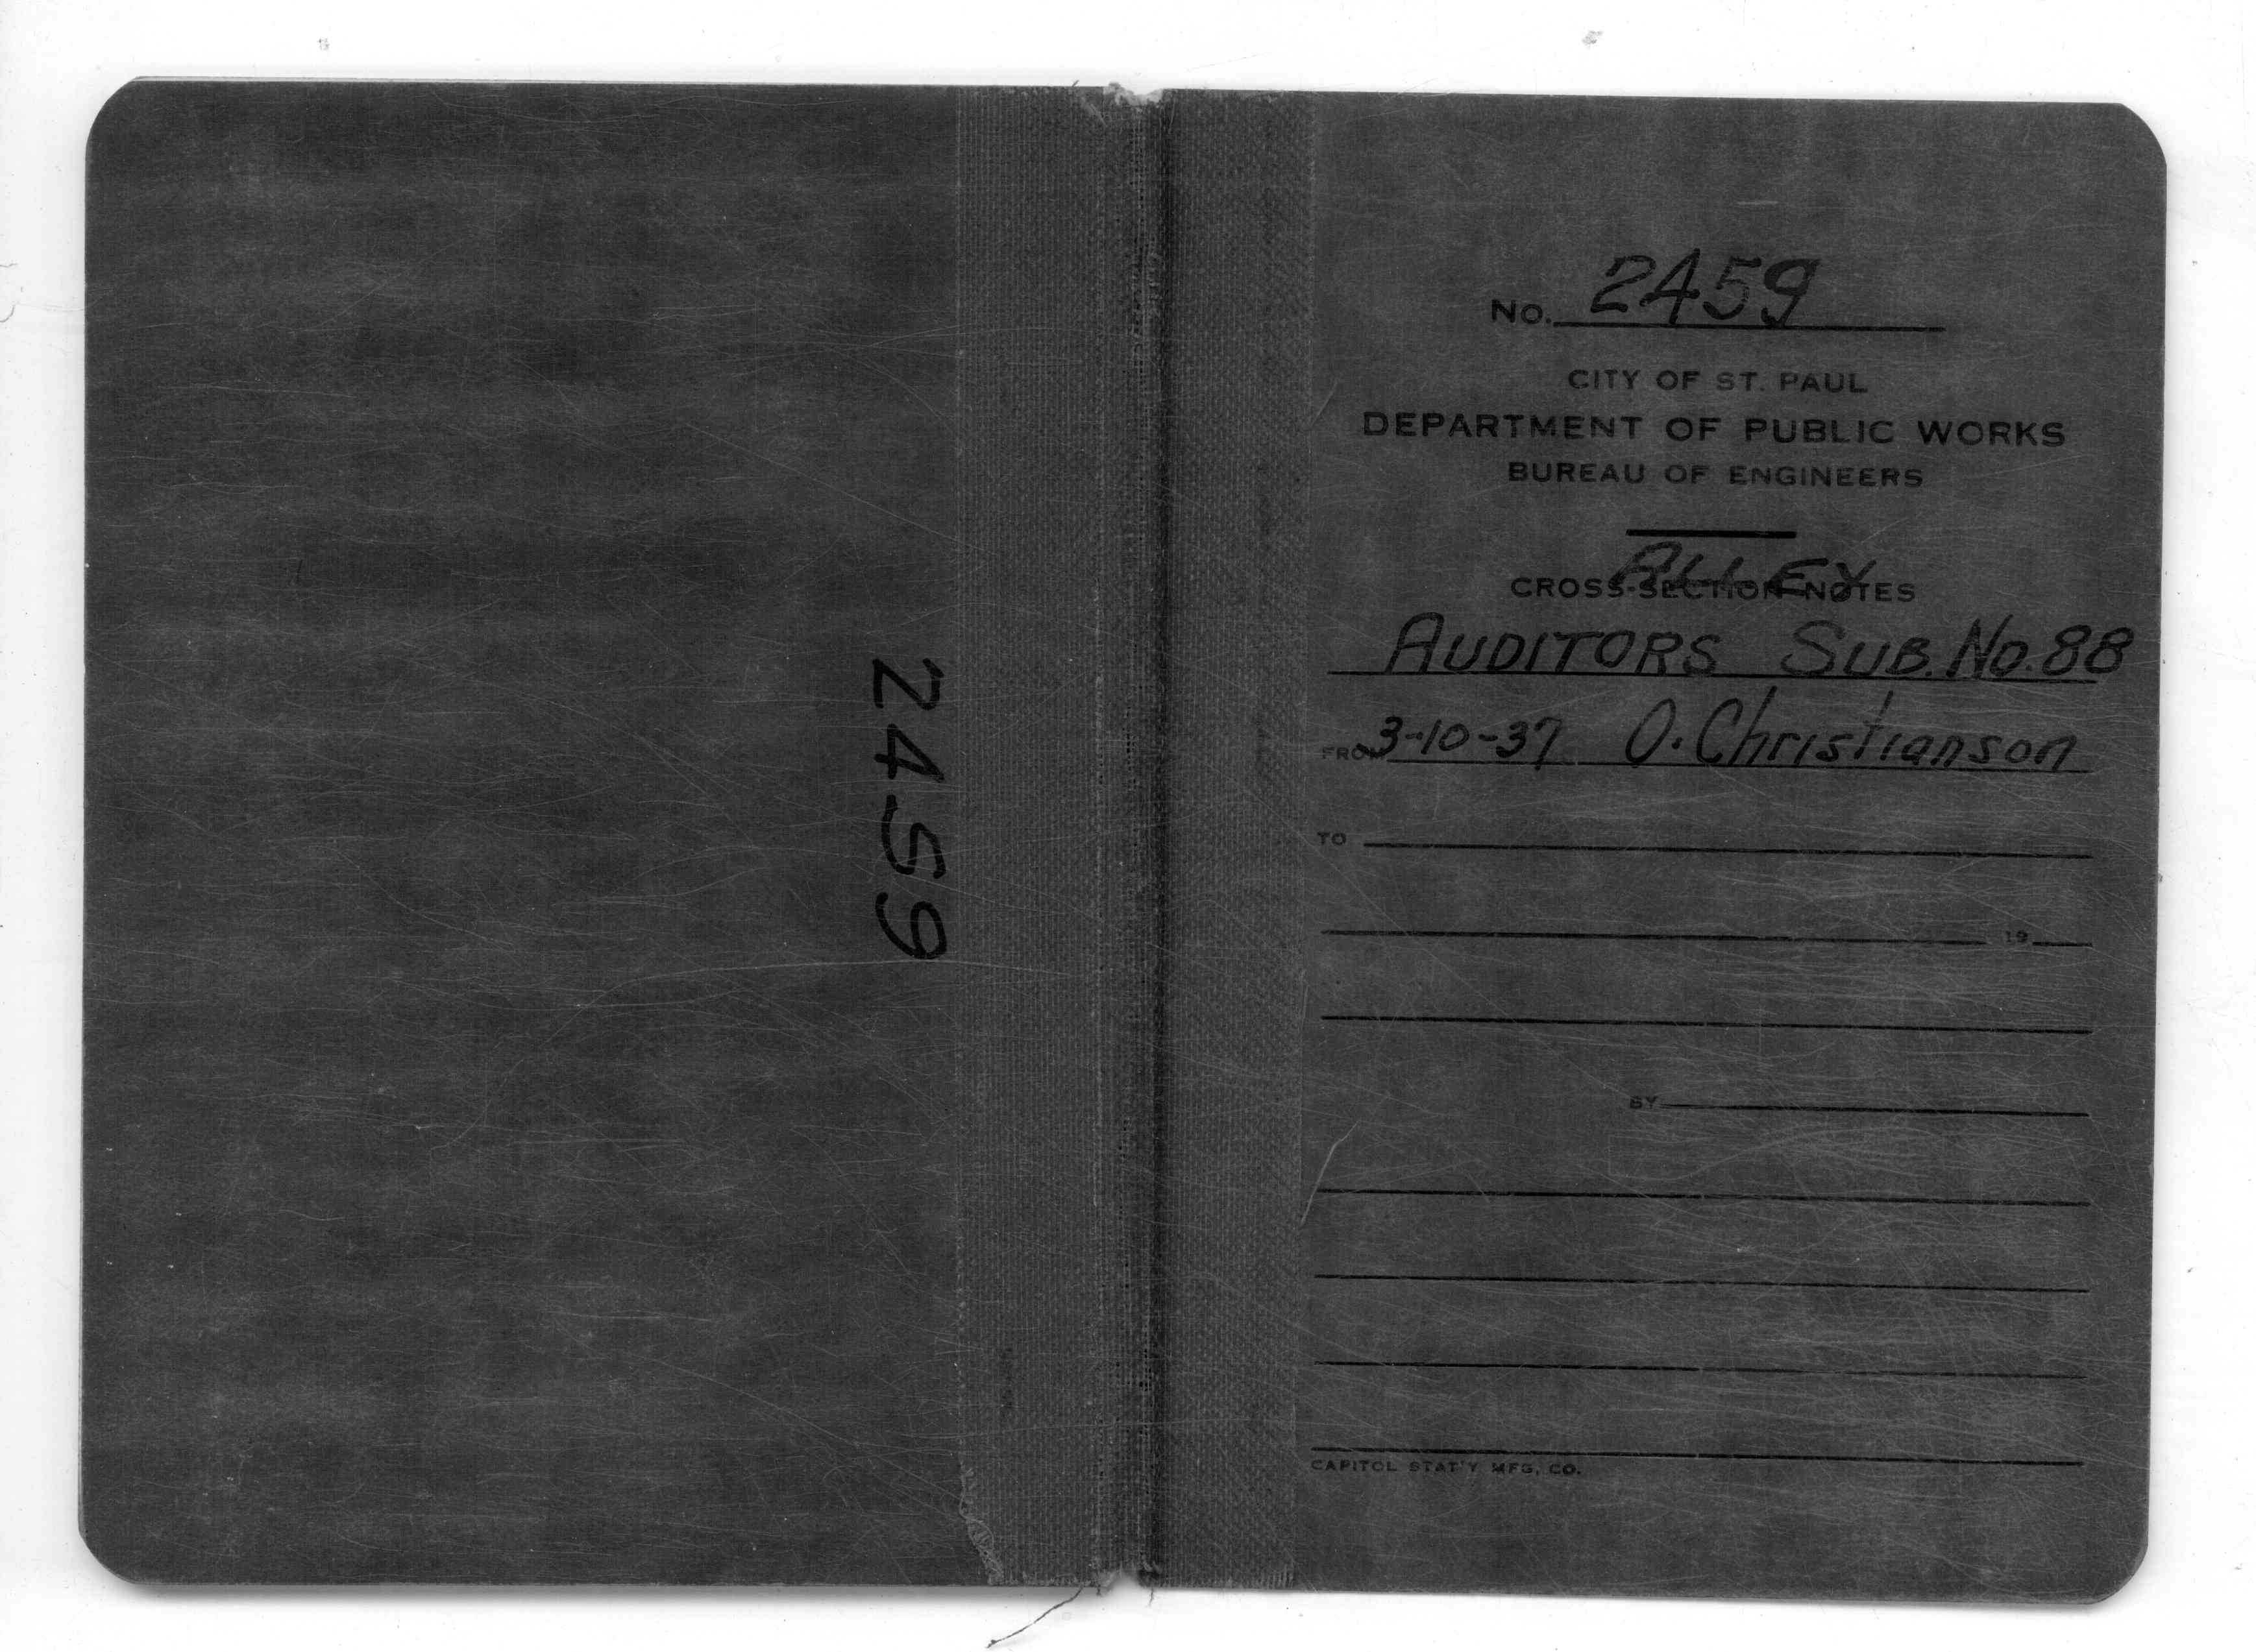 2459
No. 2459
CITY OF ST. PAUL
DEPARTMENT OF PUBLIC WORKS
BUREAU OF ENGINEERS
ALLEY
CROSS-SECTION NOTES
AUDITORS SUB. No. 88
FROM 3-10-37 O. Christianson
TO
19
BY
CAPITOL STAT'Y MFG. CO.